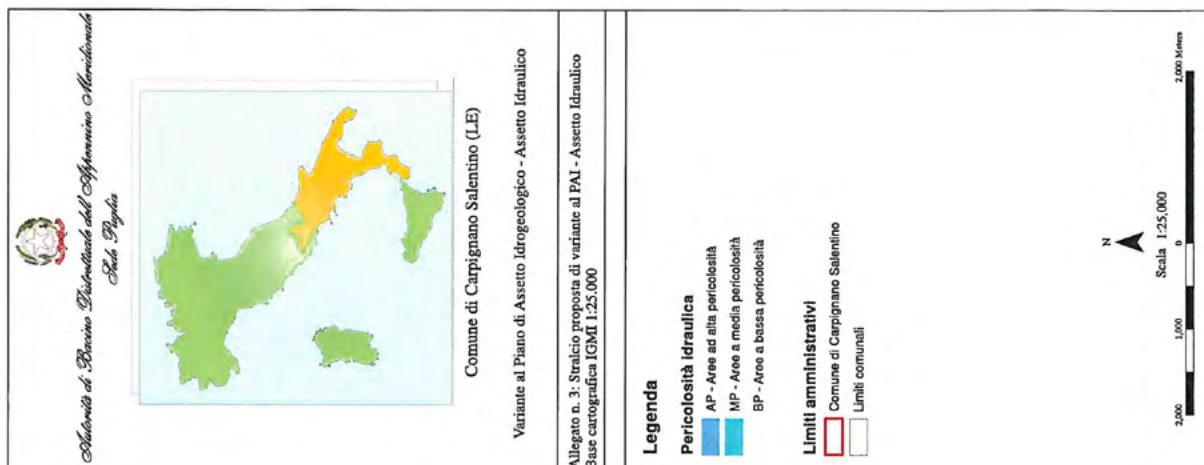 Autorità di Bacino Distrettuale dell'Appennino Meridionale
Sede Puglia
Comune di Carpignano Salentino (LE)
Variante al Piano di Assetto Idrogeologico - Assetto Idraulico
Allegato n. 3: Stralcio proposta di variante al PAI - Assetto Idraulico
Base cartografica IGMI 1:25.000
Legenda
Pericolosità idraulica
AP - Aree ad alta pericolosità
MP - Aree a media pericolosità
BP - Aree a bassa pericolosità
Limiti amministrativi
Comune di Carpignano Salentino
Limiti comunali
N
Scala 1:25,000
2,000 1,000 0 2,000 Meters